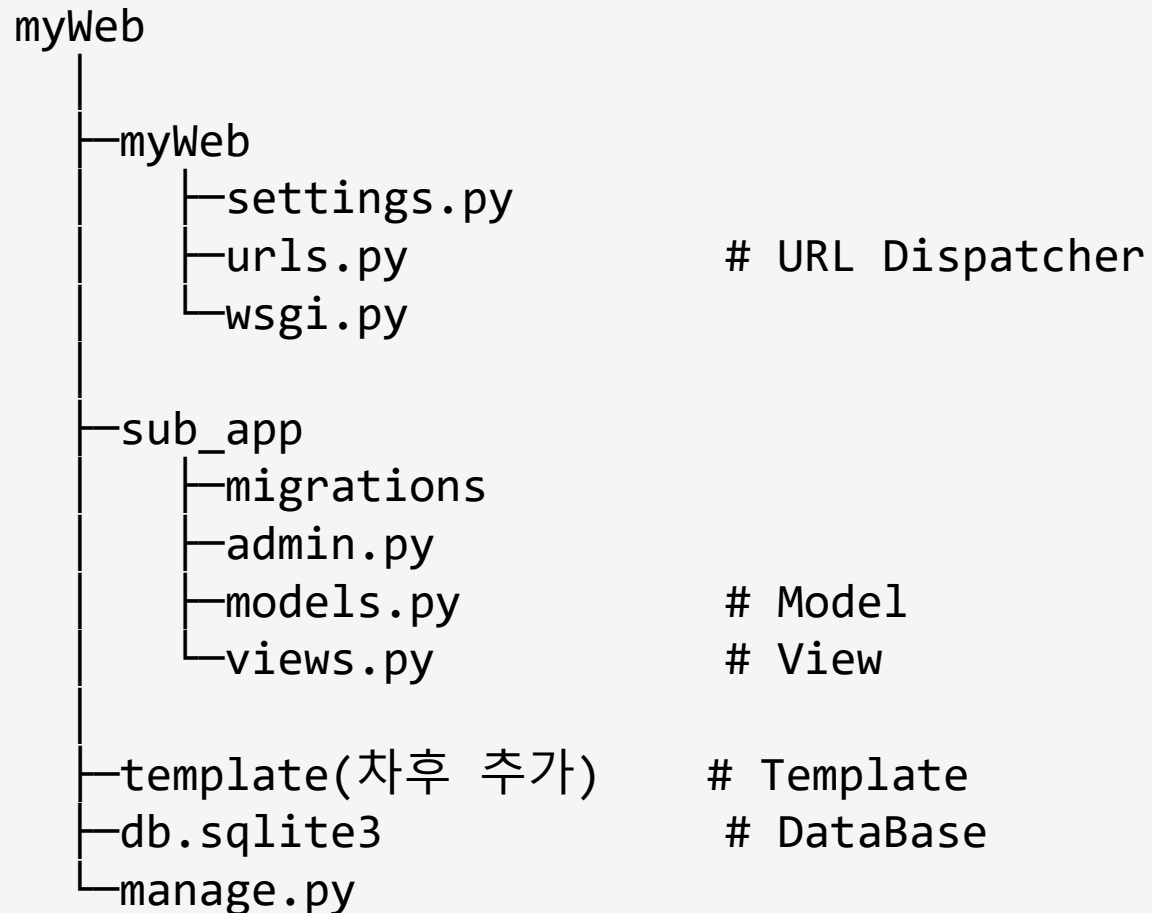 myWeb
├─myWeb
│   ├─settings.py
│   ├─urls.py            # URL Dispatcher
│   └─wsgi.py
├─sub_app
│   ├─migrations
│   ├─admin.py
│   ├─models.py          # Model
│   └─views.py           # View
├─template(차후 추가)    # Template
├─db.sqlite3             # DataBase
└─manage.py